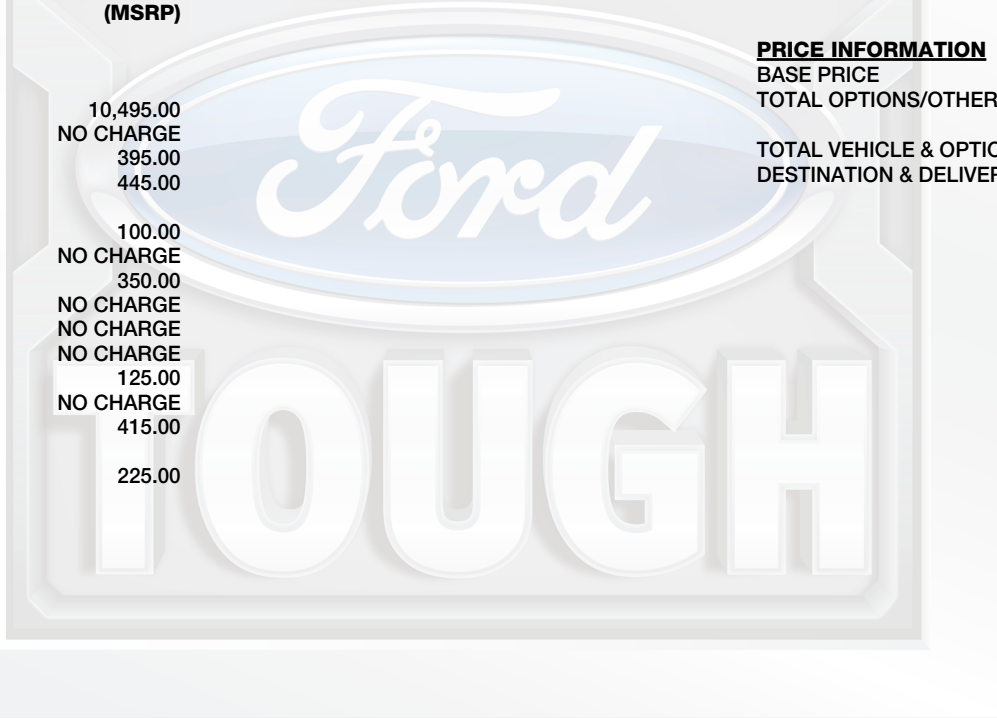 (MSRP)
10,495.00
NO CHARGE
395.00
445.00
100.00
NO CHARGE
350.00
NO CHARGE
NO CHARGE
NO CHARGE
125.00
NO CHARGE
415.00
225.00
PRICE INFORMATION
BASE PRICE
TOTAL OPTIONS/OTHER
TOTAL VEHICLE & OPTIO
DESTINATION & DELIVER
Ford
TOUGH